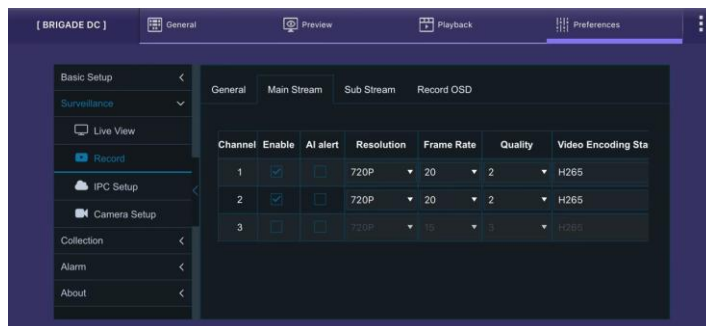 [ BRIGADE DC ] General Preview Playback Preferences
Basic Setup
Surveillance
Live View
Record
IPC Setup
Camera Setup
Collection
Alarm
About
General Main Stream Sub Stream Record OSD
Channel Enable AI alert Resolution Frame Rate Quality Video Encoding Sta
1 720P 20 2 H265
2 720P 20 2 H265
3 720P 15 3 H265